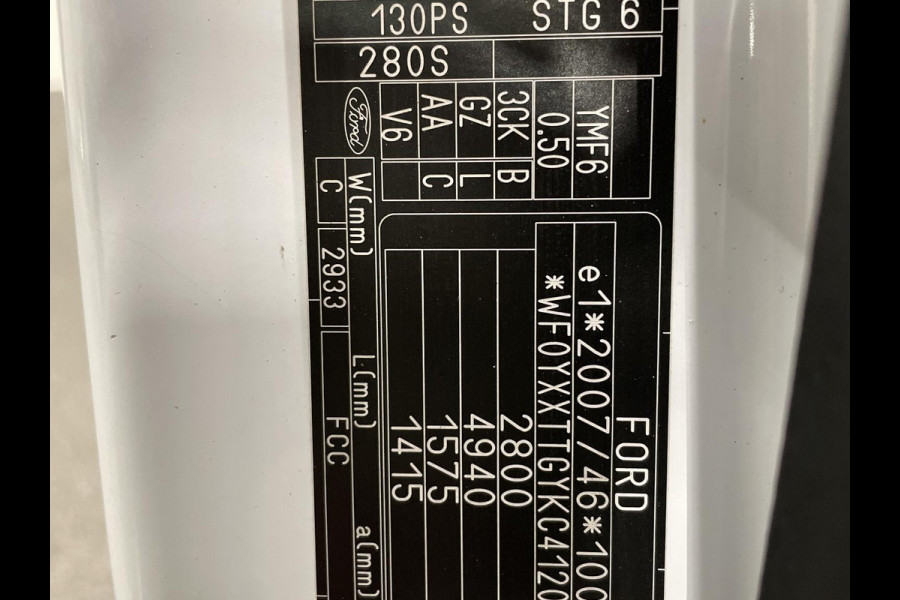 130PS STG 6
280S
FORD
e1*2007/46*10
*WF0YXXTTGYKC4120
2800
4940
1575
1415
YMF6
0.50
3CK B
GZ L
AA C
V6
Ford
W(mm) L(mm) a(mm)
C 2933 FCC